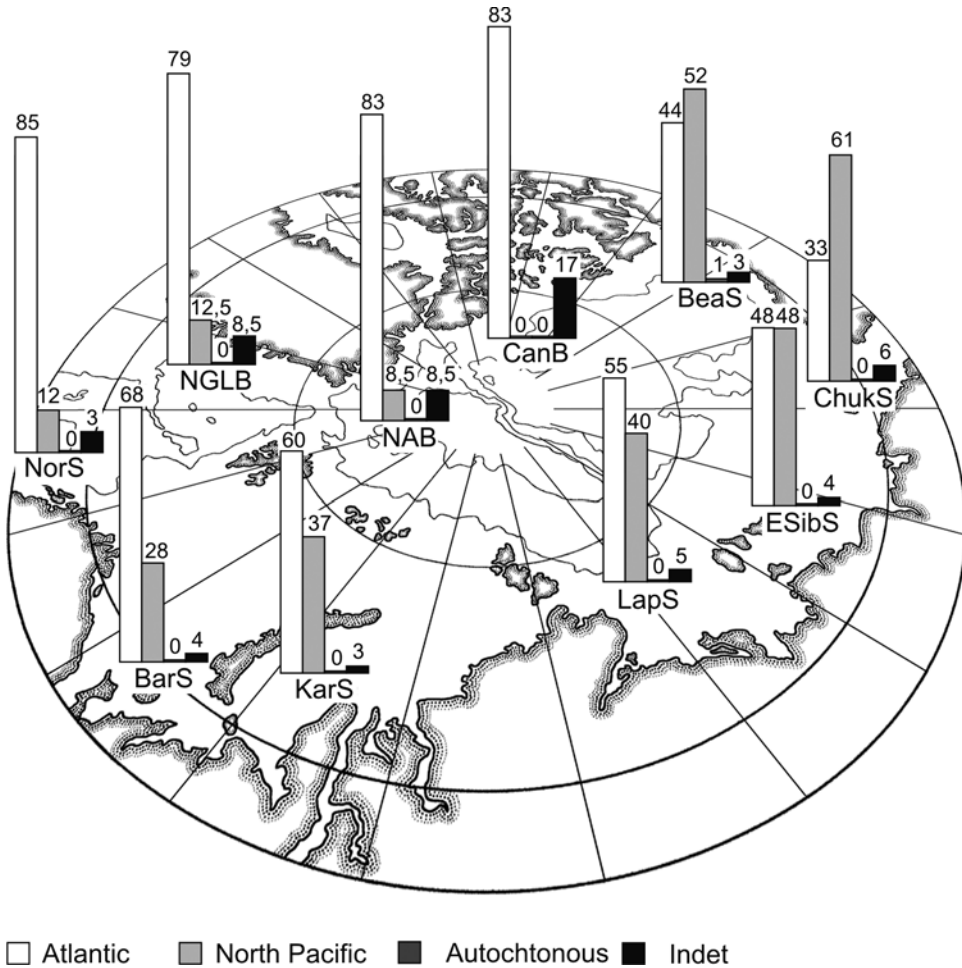 85
12
0
3
NorS
79
12,5
0
8,5
NGLB
83
8,5
0
8,5
NAB
83
0
0
17
CanB
44
52
1
3
BeaS
33
61
0
6
ChukS
48
48
0
4
ESibS
55
40
0
5
LapS
60
37
0
3
KarS
68
28
0
4
BarS
Atlantic
North Pacific
Autochtonous
Indet